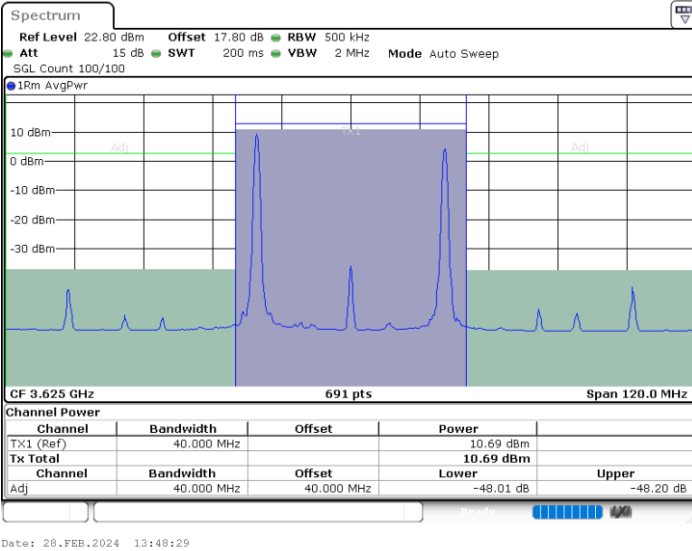 Spectrum
Ref Level 22.80 dBm Offset 17.80 dB RBW 500 kHz
Att 15 dB SWT 200 ms VBW 2 MHz Mode Auto Sweep
SGL Count 100/100
1Rm AvgPwr
TX1
10 dBm
Adj Adj
0 dBm
-10 dBm
-20 dBm
-30 dBm
CF 3.625 GHz 691 pts Span 120.0 MHz
Channel Power
Channel Bandwidth Offset Power
TX1 (Ref) 40.000 MHz 10.69 dBm
Tx Total 10.69 dBm
Channel Bandwidth Offset Lower Upper
Adj 40.000 MHz 40.000 MHz -48.01 dB -48.20 dB
Ready
Date: 28.FEB.2024 13:48:29